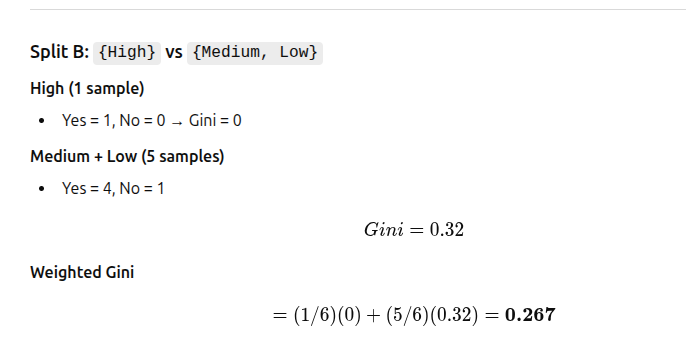 Split B: {High} vs {Medium, Low}
High (1 sample)
• Yes = 1, No = 0 → Gini = 0
Medium + Low (5 samples)
• Yes = 4, No = 1
Gini = 0.32
Weighted Gini
= (1/6)(0) + (5/6)(0.32) = 0.267